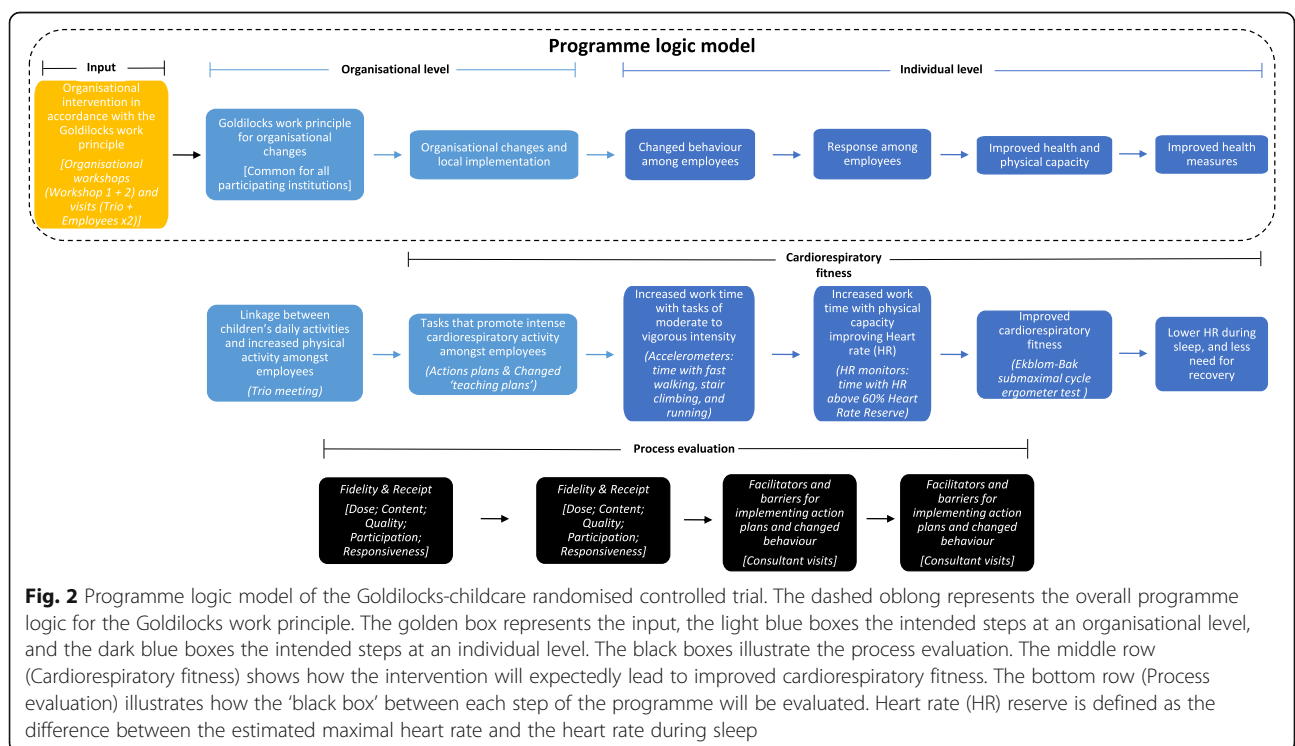 Programme logic model
Input
Organisational level
Individual level
Organisational
intervention in
accordance with the
Goldilocks work
principle
[Organisational
workshops
(Workshop 1 + 2) and
visits (Trio +
Employees x2)]
Goldilocks work principle
for organisational
changes
[Common for all
participating institutions]
Organisational changes and
local implementation
Changed behaviour
among employees
Response among
employees
Improved health and
physical capacity
Improved health
measures
Cardiorespiratory
fitness
Linkage between
children's daily activities
and increased physical
activity amongst
employees
(Trio meeting)
Tasks that promote intense
cardiorespiratory activity
amongst employees
(Actions plans & Changed
'teaching plans')
Increased work time
with tasks of
moderate to
vigorous intensity
(Accelerometers:
time with fast
walking, stair
climbing, and
running)
Increased work
time with physical
capacity
improving Heart
rate (HR)
(HR monitors:
time with HR
above 60% Heart
Rate Reserve)
Improved
cardiorespiratory
fitness
(Ekblom-Bak
submaximal cycle
ergometer test )
Lower HR during
sleep, and less
need for
recovery
Process evaluation
Fidelity & Receipt
[Dose; Content;
Quality;
Participation;
Responsiveness]
Fidelity & Receipt
[Dose; Content;
Quality;
Participation;
Responsiveness]
Facilitators and
barriers for
implementing action
plans and changed
behaviour
[Consultant visits]
Facilitators and
barriers for
implementing action
plans and changed
behaviour
[Consultant visits]
Fig. 2 Programme logic model of the Goldilocks-childcare randomised controlled trial. The dashed oblong represents the overall programme
logic for the Goldilocks work principle. The golden box represents the input, the light blue boxes the intended steps at an organisational level,
and the dark blue boxes the intended steps at an individual level. The black boxes illustrate the process evaluation. The middle row
(Cardiorespiratory fitness) shows how the intervention will expectedly lead to improved cardiorespiratory fitness. The bottom row (Process
evaluation) illustrates how the 'black box' between each step of the programme will be evaluated. Heart rate (HR) reserve is defined as the
difference between the estimated maximal heart rate and the heart rate during sleep